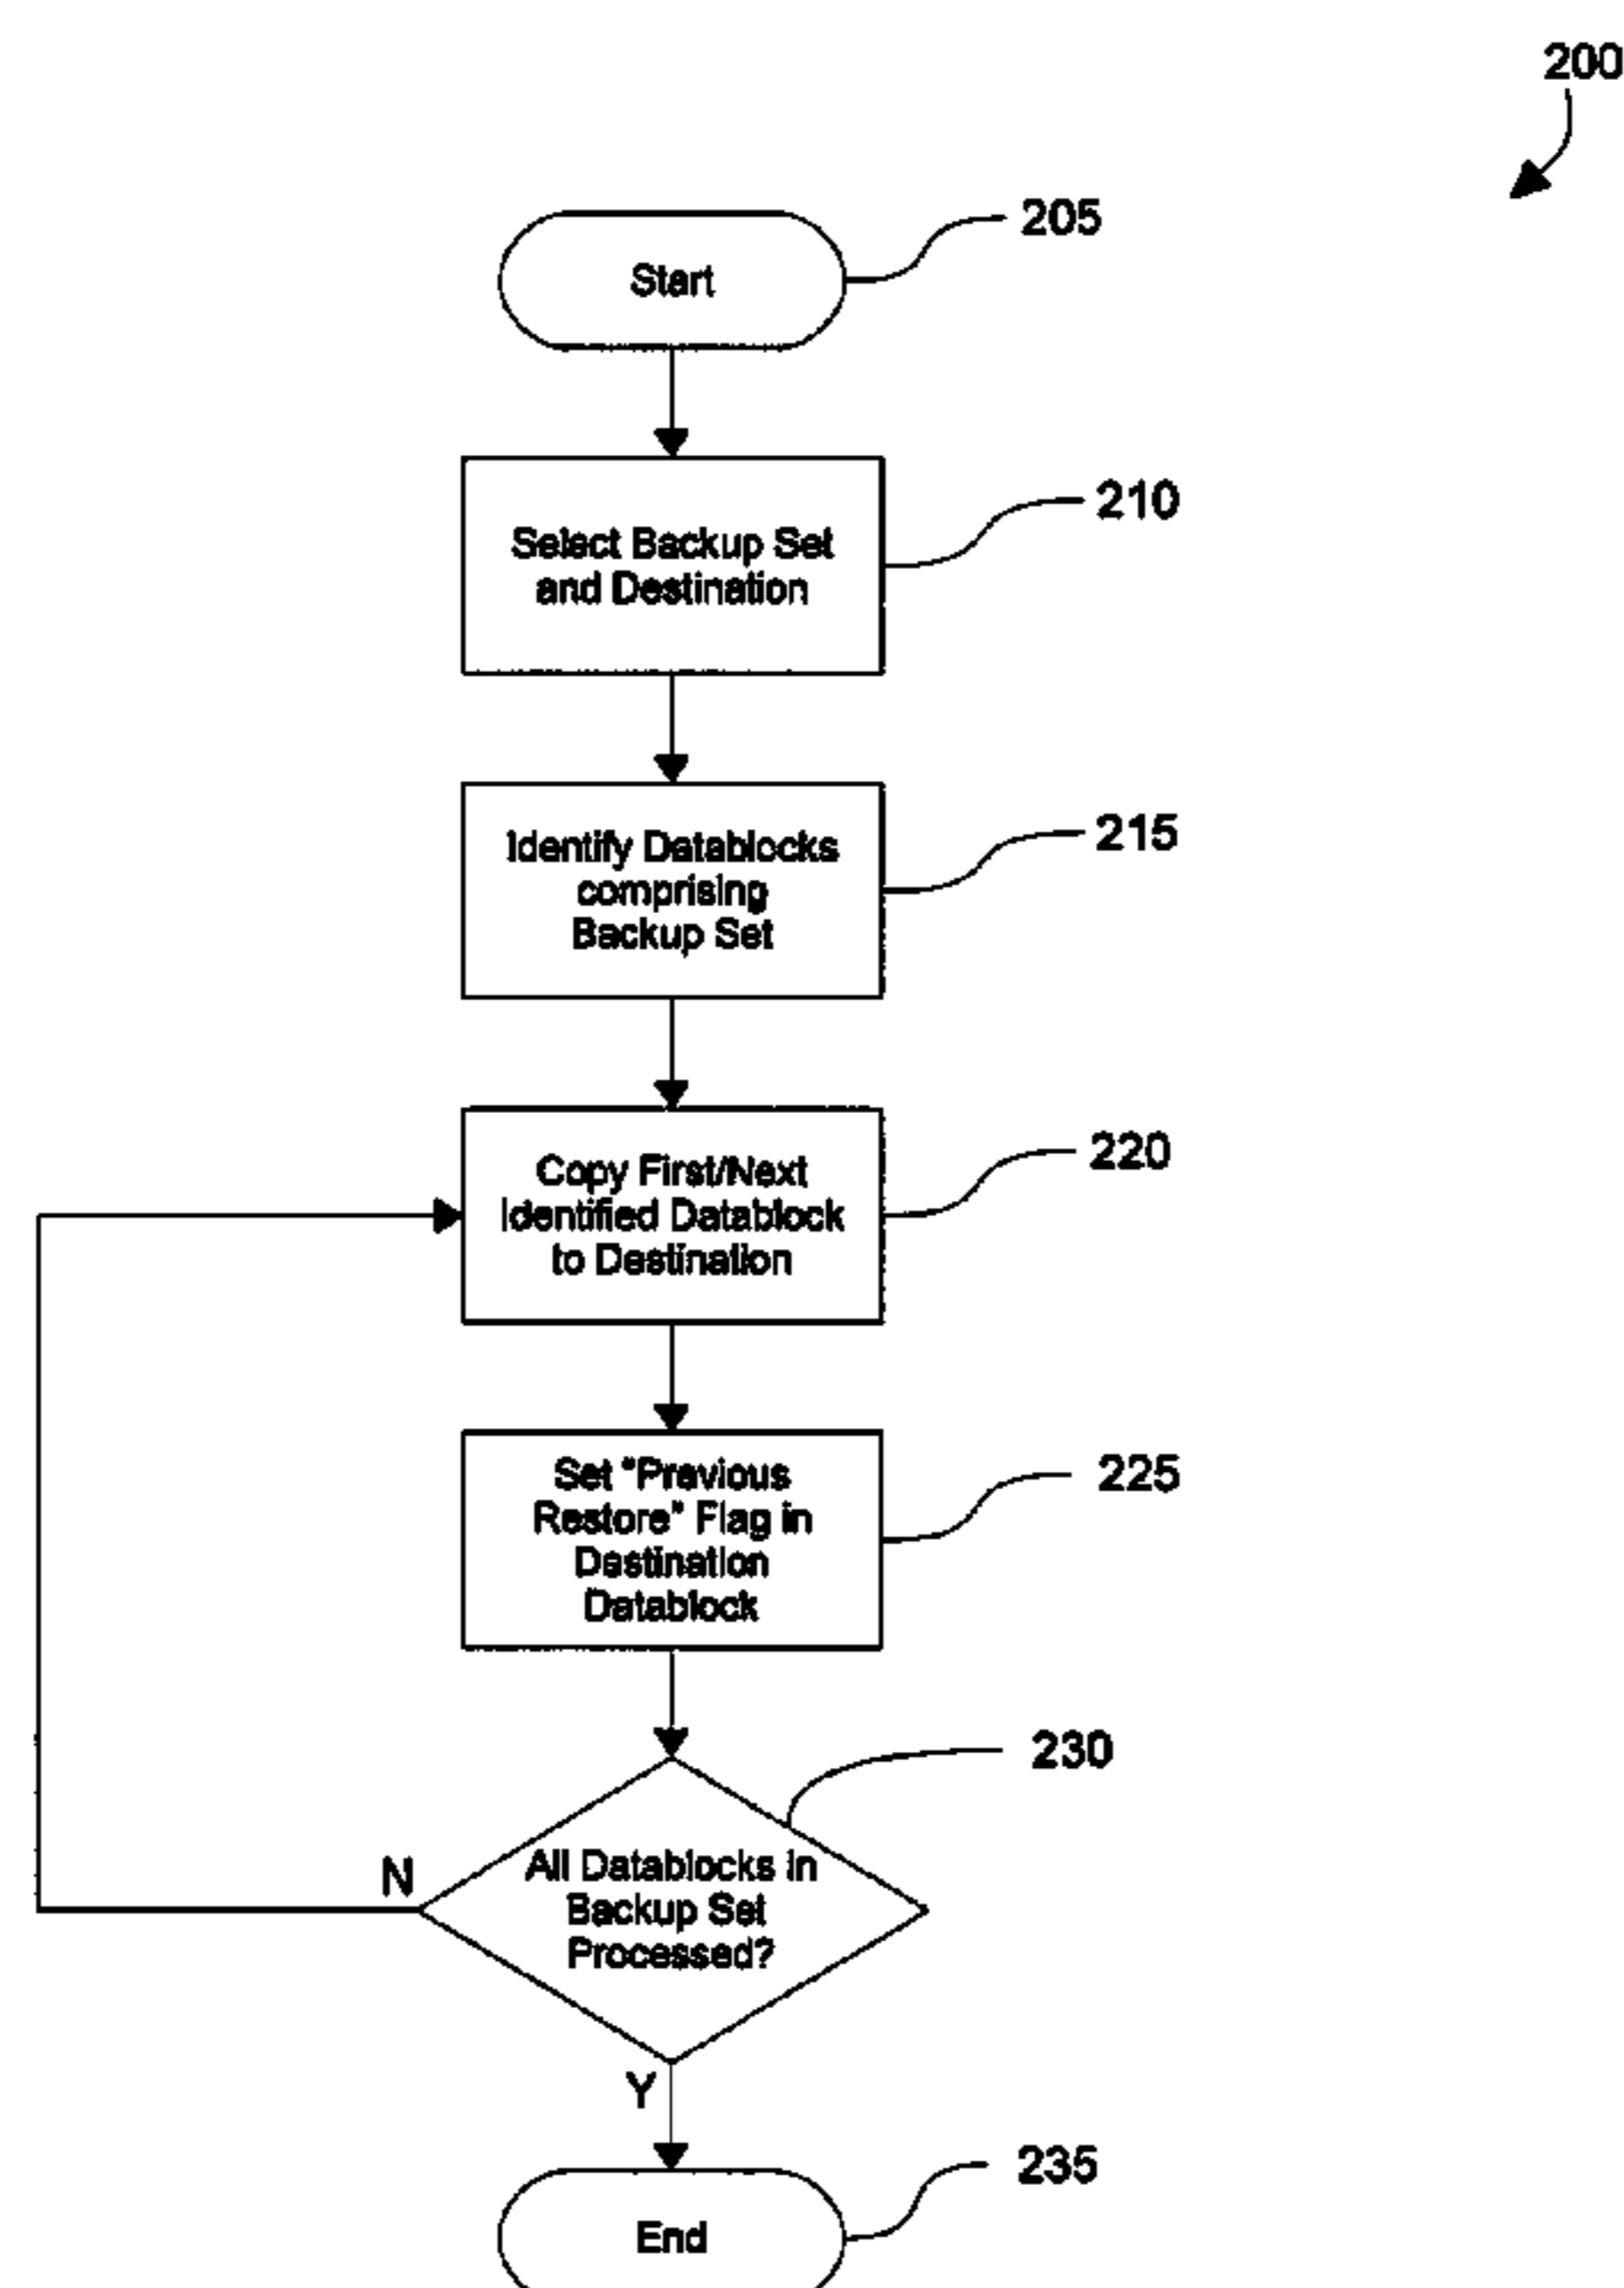 200
205
Start
210
Select Backup Set
and Destination
215
Identify Datablocks
comprising
Backup Set
220
Copy First/Next
Identified Datablock
to Destination
225
Set "Previous
Restore" Flag in
Destination
Datablock
230
N
All Datablocks in
Backup Set
Processed?
Y
235
End